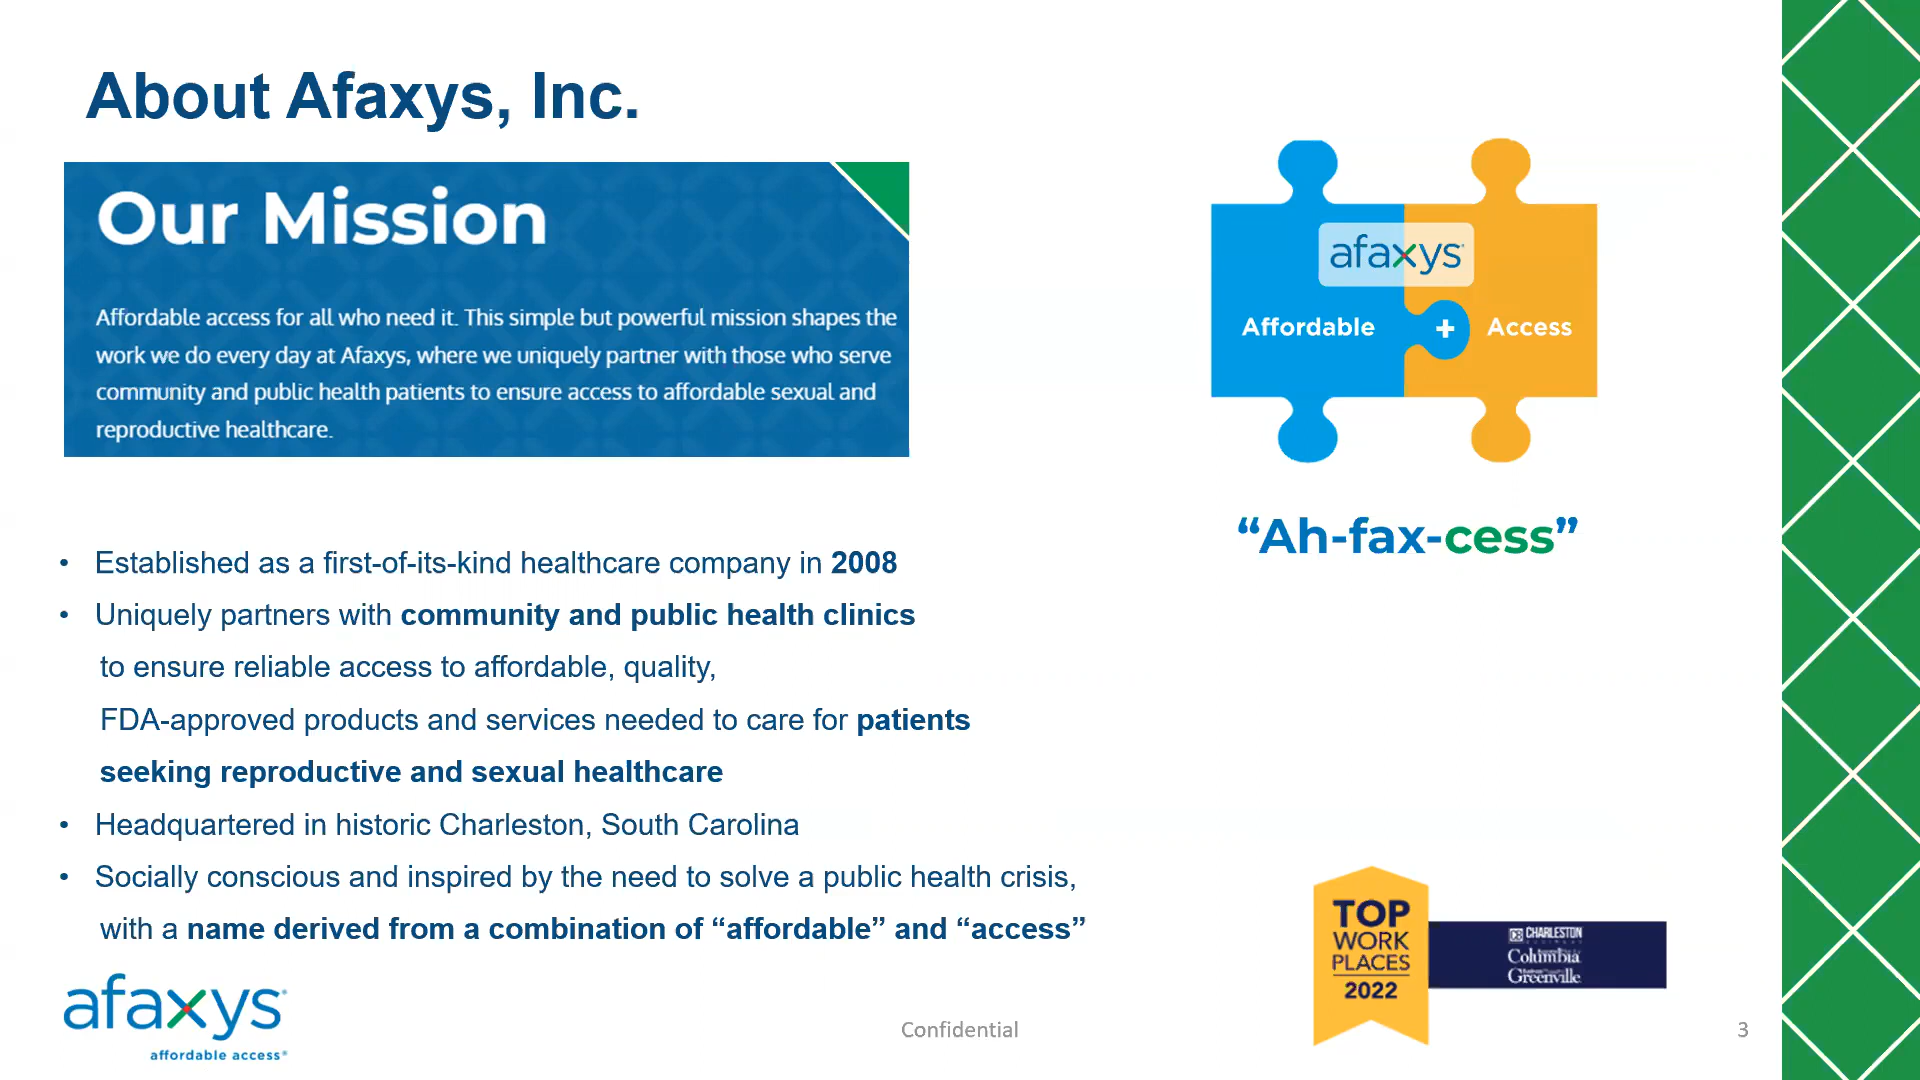 About Afaxys, Inc.
Our Mission
Affordable access for all who need it. This simple but powerful mission shapes the
work we do every day at Afaxys, where we uniquely partner with those who serve
community and public health patients to ensure access to affordable sexual and
reproductive healthcare.
afaxys
Affordable + Access
“Ah-fax-cess”
• Established as a first-of-its-kind healthcare company in 2008
• Uniquely partners with community and public health clinics
to ensure reliable access to affordable, quality,
FDA-approved products and services needed to care for patients
seeking reproductive and sexual healthcare
• Headquartered in historic Charleston, South Carolina
• Socially conscious and inspired by the need to solve a public health crisis,
with a name derived from a combination of “affordable” and “access”
TOP
WORK
PLACES
2022
CHARLESTON
Columbia
Greenville
afaxys
affordable access®
Confidential
3